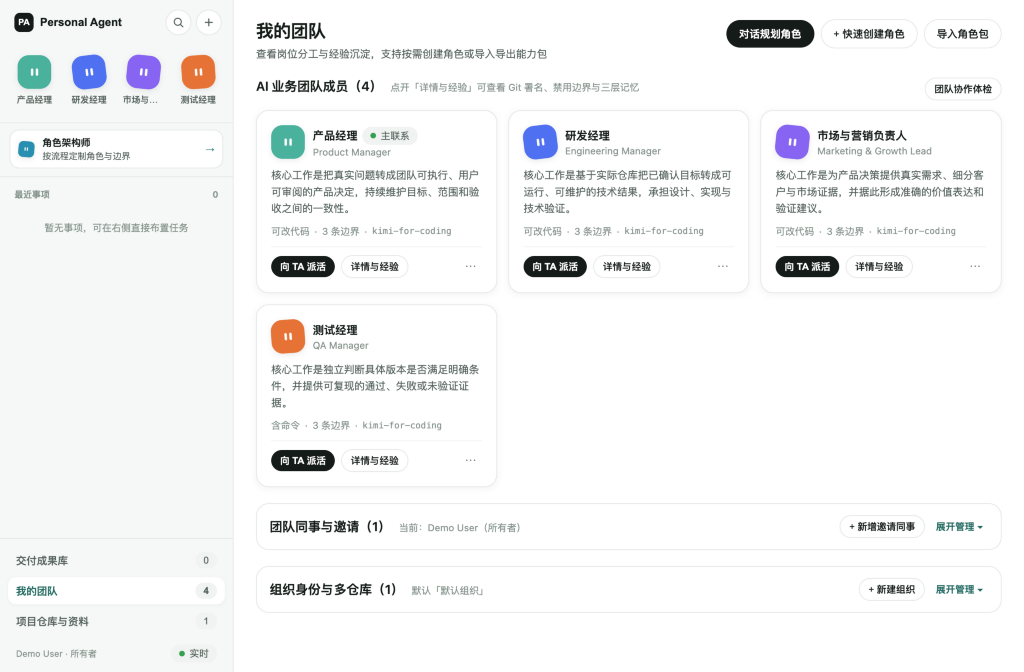 PA Personal Agent
产品经理
研发经理
市场与...
测试经理
角色架构师
按流程定制角色与边界
→
最近事项 0
暂无事项，可在右侧直接布置任务
交付成果库 0
我的团队 4
项目仓库与资料 1
Demo User · 所有者
实时
我的团队
查看岗位分工与经验沉淀，支持按需创建角色或导入导出能力包
对话规划角色
+ 快速创建角色
导入角色包
AI 业务团队成员（4） 点开「详情与经验」可查看 Git 署名、禁用边界与三层记忆
团队协作体检
产品经理 主联系
Product Manager
核心工作是把真实问题转成团队可执行、用户
可审阅的产品决定，持续维护目标、范围和验
收之间的一致性。
可改代码 · 3 条边界 · kimi-for-coding
向 TA 派活 详情与经验 ...
研发经理
Engineering Manager
核心工作是基于实际仓库把已确认目标转成可
运行、可维护的技术结果，承担设计、实现与
技术验证。
可改代码 · 3 条边界 · kimi-for-coding
向 TA 派活 详情与经验 ...
市场与营销负责人
Marketing & Growth Lead
核心工作是为产品决策提供真实需求、细分客
户与市场证据，并据此形成准确的价值表达和
验证建议。
可改代码 · 3 条边界 · kimi-for-coding
向 TA 派活 详情与经验 ...
测试经理
QA Manager
核心工作是独立判断具体版本是否满足明确条
件，并提供可复现的通过、失败或未验证证
据。
含命令 · 3 条边界 · kimi-for-coding
向 TA 派活 详情与经验 ...
团队同事与邀请（1） 当前：Demo User（所有者）
+ 新增邀请同事 展开管理
组织身份与多仓库（1） 默认「默认组织」
+ 新建组织 展开管理